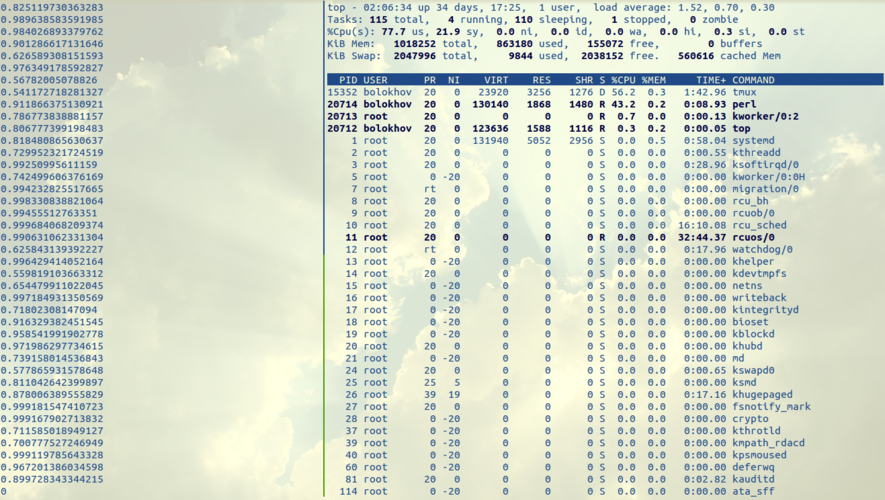 0.825119720363283
0.989638583591985
0.984026893379762
0.901286617131646
0.626589308151593
0.976349178592827
0.56782005078826
0.541172718281327
0.911866375130921
0.786773838881157
0.806777399198483
0.818480865630637
0.729952321724519
0.99250995611159
0.742499606376169
0.994232825517665
0.998330838821064
0.99455512763351
0.999684068209374
0.990631062331304
0.625843139392227
0.996429414052164
0.559819103663312
0.654479911022045
0.997184931350569
0.71802308147094
0.916329382451545
0.958541991902778
0.971986297734615
0.739158014536843
0.577865931578648
0.811042642399897
0.878006389555829
0.999181547410723
0.999167902713832
0.711585018949127
0.700777527246949
0.999119785643328
0.967201386034598
0.899728343344215
0
top - 02:06:34 up 34 days, 17:25, 1 user, load average: 1.52, 0.70, 0.30
Tasks: 115 total, 4 running, 110 sleeping, 1 stopped, 0 zombie
%Cpu(s): 77.7 us, 21.9 sy, 0.0 ni, 0.0 id, 0.0 wa, 0.0 hi, 0.3 si, 0.0 st
KiB Mem: 1018252 total, 863180 used, 155072 free, 0 buffers
KiB Swap: 2047996 total, 9844 used, 2038152 free. 560616 cached Mem
PID USER PR NI VIRT RES SHR S %CPU %MEM TIME+ COMMAND
15352 bolokhov 20 0 23920 3256 1276 D 56.2 0.3 1:42.96 tmux
20714 bolokhov 20 0 130140 1868 1480 R 43.2 0.2 0:08.93 perl
20713 root 20 0 0 0 0 R 0.7 0.0 0:00.13 kworker/0:2
20712 bolokhov 20 0 123636 1588 1116 R 0.3 0.2 0:00.05 top
1 root 20 0 131940 5052 2956 S 0.0 0.5 0:58.04 systemd
2 root 20 0 0 0 0 S 0.0 0.0 0:00.55 kthreadd
3 root 20 0 0 0 0 S 0.0 0.0 0:28.96 ksoftirqd/0
5 root 0 -20 0 0 0 S 0.0 0.0 0:00.00 kworker/0:0H
7 root rt 0 0 0 0 S 0.0 0.0 0:00.00 migration/0
8 root 20 0 0 0 0 S 0.0 0.0 0:00.00 rcu_bh
9 root 20 0 0 0 0 S 0.0 0.0 0:00.00 rcuob/0
10 root 20 0 0 0 0 S 0.0 0.0 16:10.08 rcu_sched
11 root 20 0 0 0 0 R 0.0 0.0 32:44.37 rcuos/0
12 root rt 0 0 0 0 S 0.0 0.0 0:17.96 watchdog/0
13 root 0 -20 0 0 0 S 0.0 0.0 0:00.00 khelper
14 root 20 0 0 0 0 S 0.0 0.0 0:00.00 kdevtmpfs
15 root 0 -20 0 0 0 S 0.0 0.0 0:00.00 netns
16 root 0 -20 0 0 0 S 0.0 0.0 0:00.00 writeback
17 root 0 -20 0 0 0 S 0.0 0.0 0:00.00 kintegrityd
18 root 0 -20 0 0 0 S 0.0 0.0 0:00.00 bioset
19 root 0 -20 0 0 0 S 0.0 0.0 0:00.00 kblockd
20 root 20 0 0 0 0 S 0.0 0.0 0:00.00 khubd
21 root 0 -20 0 0 0 S 0.0 0.0 0:00.00 md
24 root 20 0 0 0 0 S 0.0 0.0 0:00.65 kswapd0
25 root 25 5 0 0 0 S 0.0 0.0 0:00.00 ksmd
26 root 39 19 0 0 0 S 0.0 0.0 0:17.16 khugepaged
27 root 20 0 0 0 0 S 0.0 0.0 0:00.00 fsnotify_mark
28 root 0 -20 0 0 0 S 0.0 0.0 0:00.00 crypto
37 root 0 -20 0 0 0 S 0.0 0.0 0:00.00 kthrotld
39 root 0 -20 0 0 0 S 0.0 0.0 0:00.00 kmpath_rdacd
40 root 0 -20 0 0 0 S 0.0 0.0 0:00.00 kpsmoused
60 root 0 -20 0 0 0 S 0.0 0.0 0:00.00 deferwq
81 root 20 0 0 0 0 S 0.0 0.0 0:02.82 kauditd
114 root 0 -20 0 0 0 S 0.0 0.0 0:00.00 ata_sff